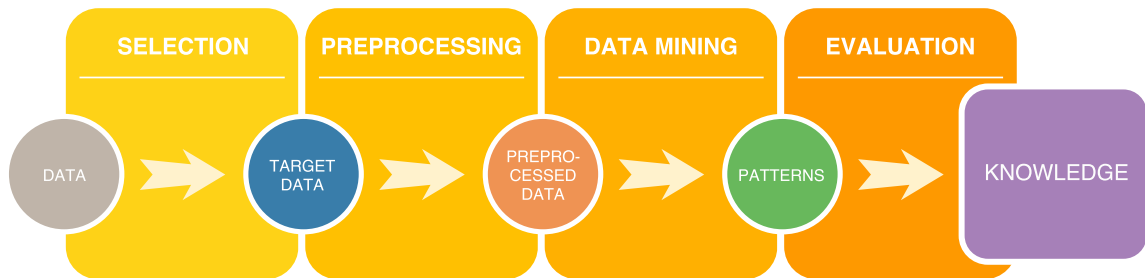 SELECTION
PREPROCESSING
DATA MINING
EVALUATION
DATA
TARGET
DATA
PREPRO-
CESSED
DATA
PATTERNS
KNOWLEDGE